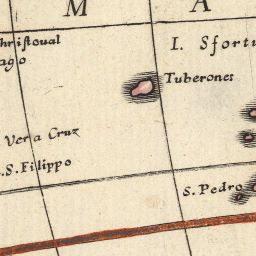 M A
hriſtoual
ago
I. Sfortu
Tuberones
Vera Cruz
.S. Filippo
S. Pedro